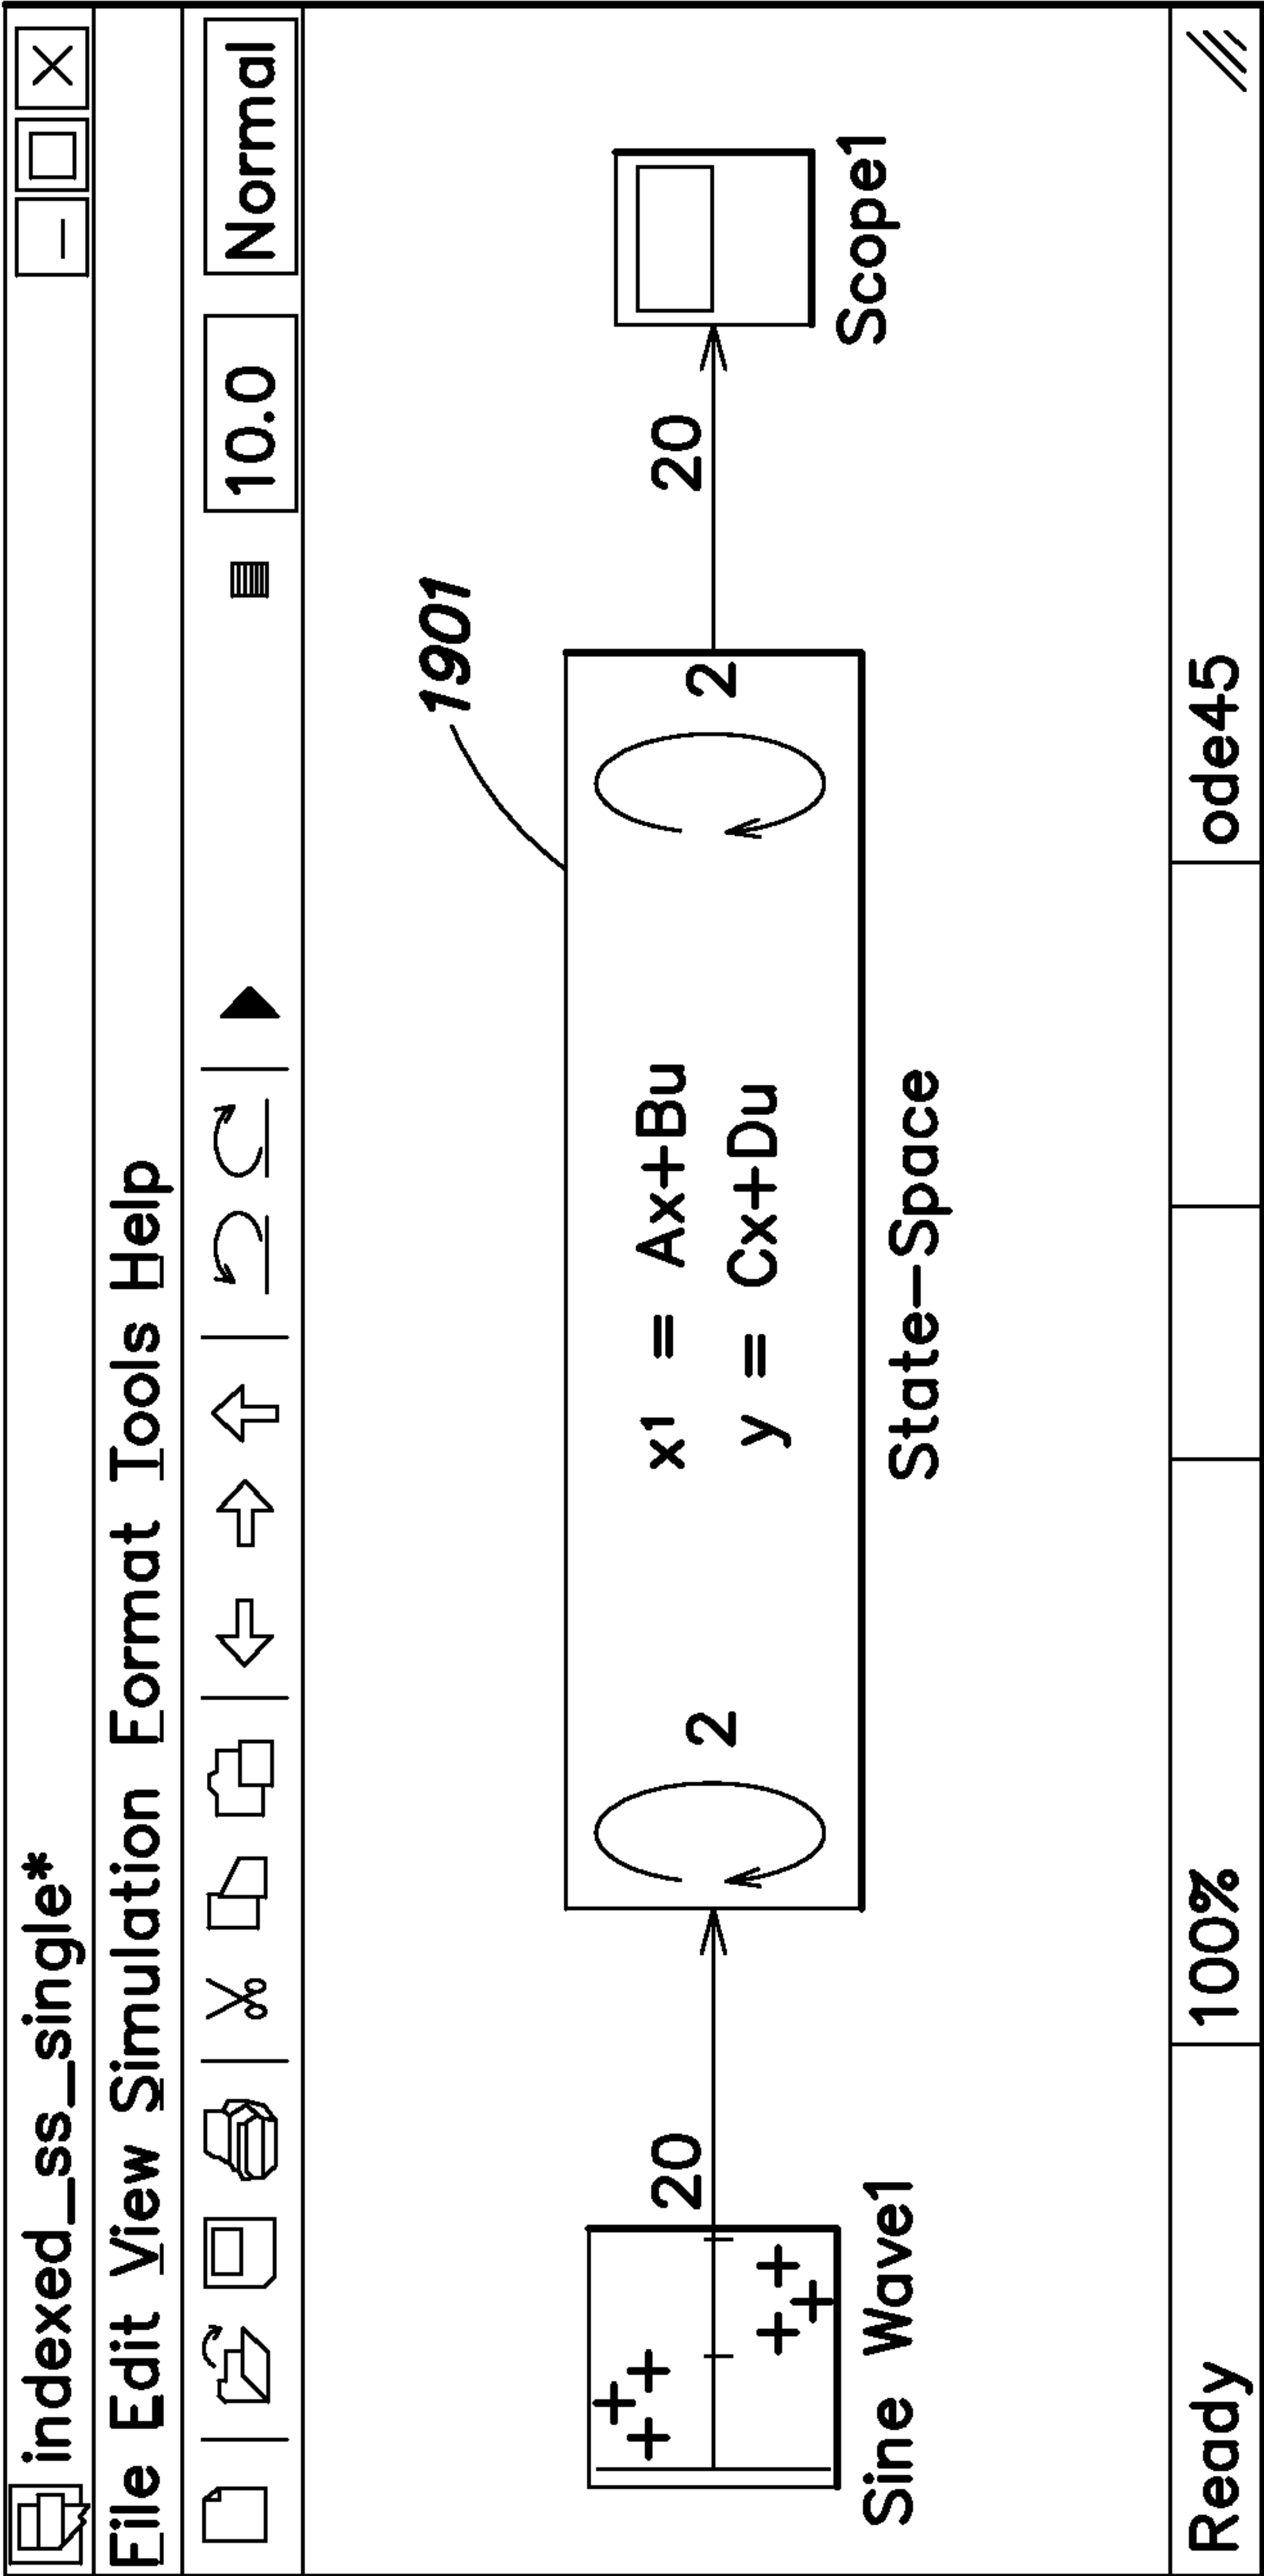 indexed_ss_single*
File Edit View Simulation Format Tools Help
10.0 Normal
1901
20
2
x1 = Ax+Bu
y = Cx+Du
2
20
Sine Wave1
State-Space
Scope1
Ready 100% ode45